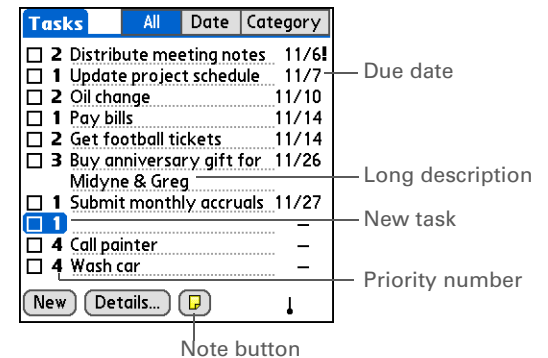 Tasks All Date Category
2 Distribute meeting notes 11/6!
1 Update project schedule 11/7
Due date
2 Oil change 11/10
1 Pay bills 11/14
2 Get football tickets 11/14
3 Buy anniversary gift for 11/26
Midyne & Greg
Long description
1 Submit monthly accruals 11/27
1 –
New task
4 Call painter –
4 Wash car –
Priority number
New Details...
Note button